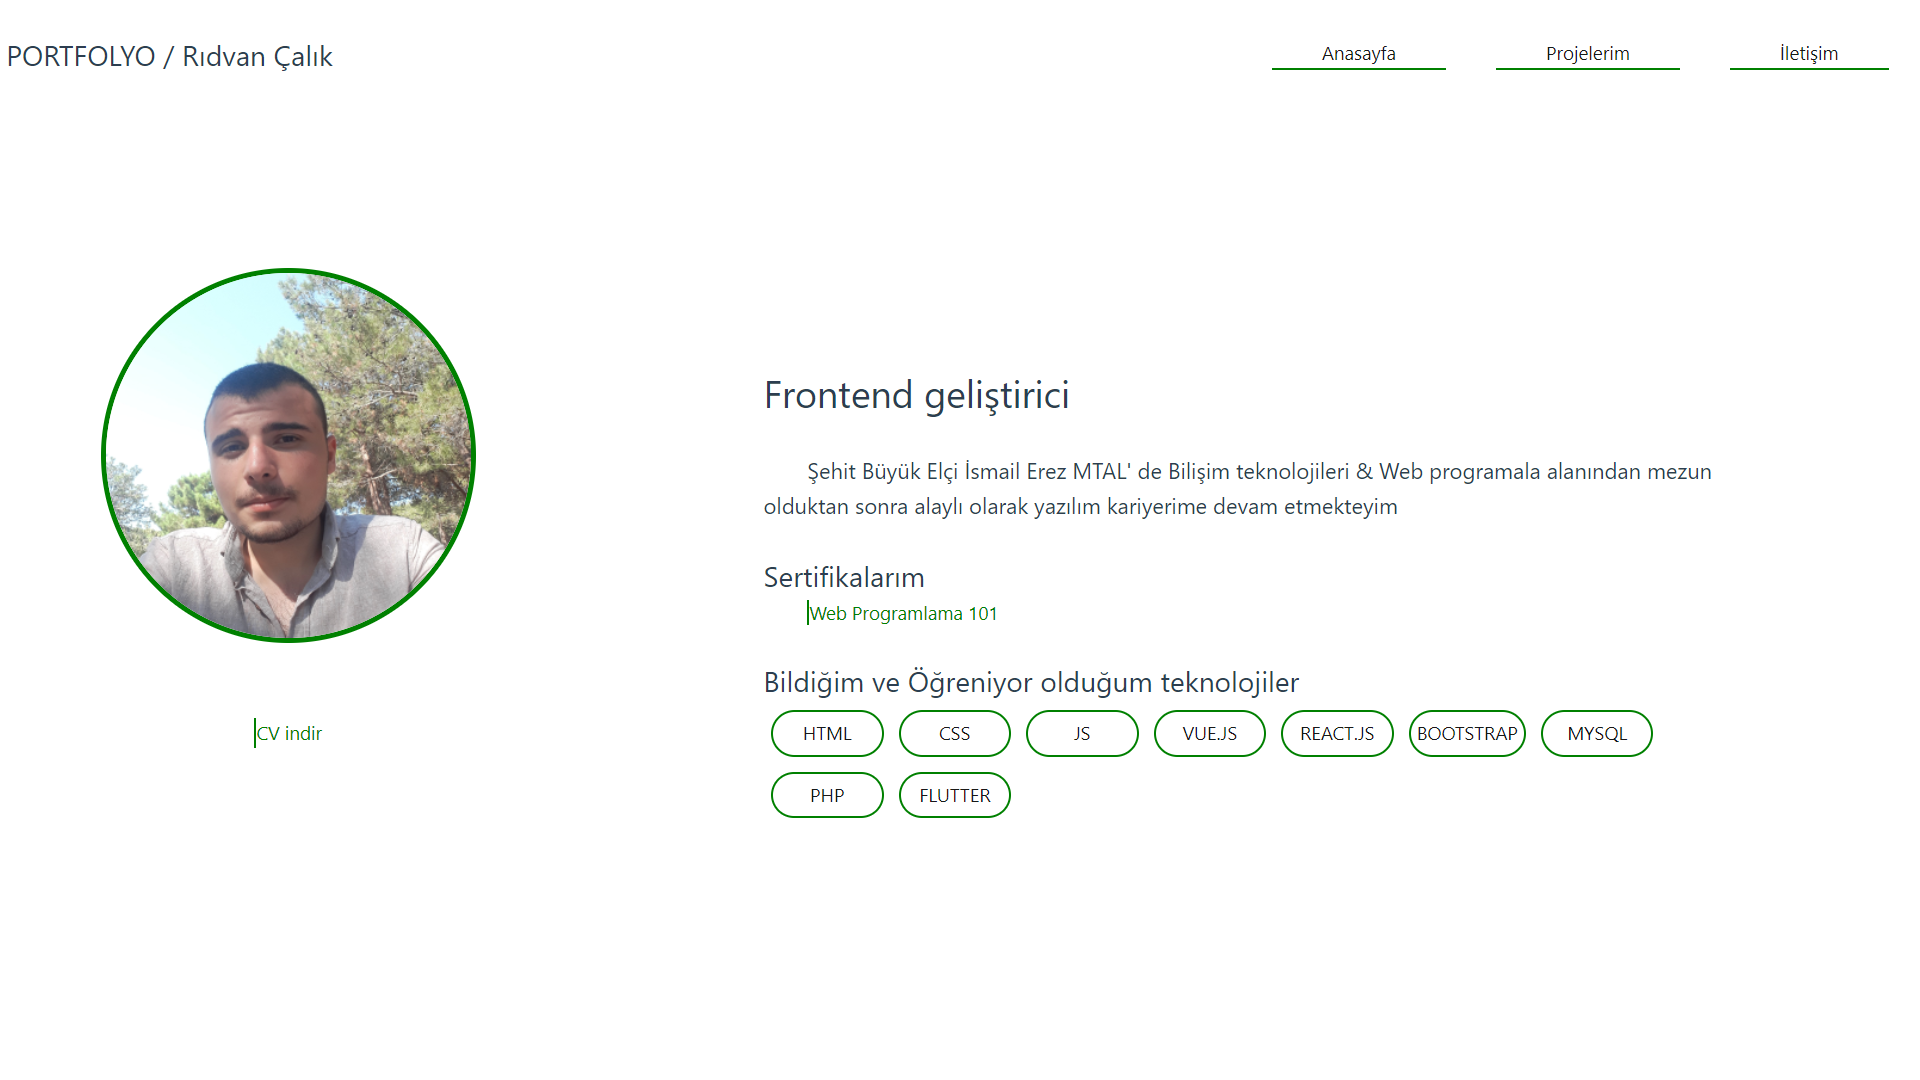 PORTFOLYO / Rıdvan Çalık
Anasayfa
Projelerim
İletişim
Frontend geliştirici
Şehit Büyük Elçi İsmail Erez MTAL' de Bilişim teknolojileri & Web programala alanından mezun
olduktan sonra alaylı olarak yazılım kariyerime devam etmekteyim
Sertifikalarım
Web Programlama 101
Bildiğim ve Öğreniyor olduğum teknolojiler
HTML
CSS
JS
VUE.JS
REACT.JS
BOOTSTRAP
MYSQL
PHP
FLUTTER
CV indir